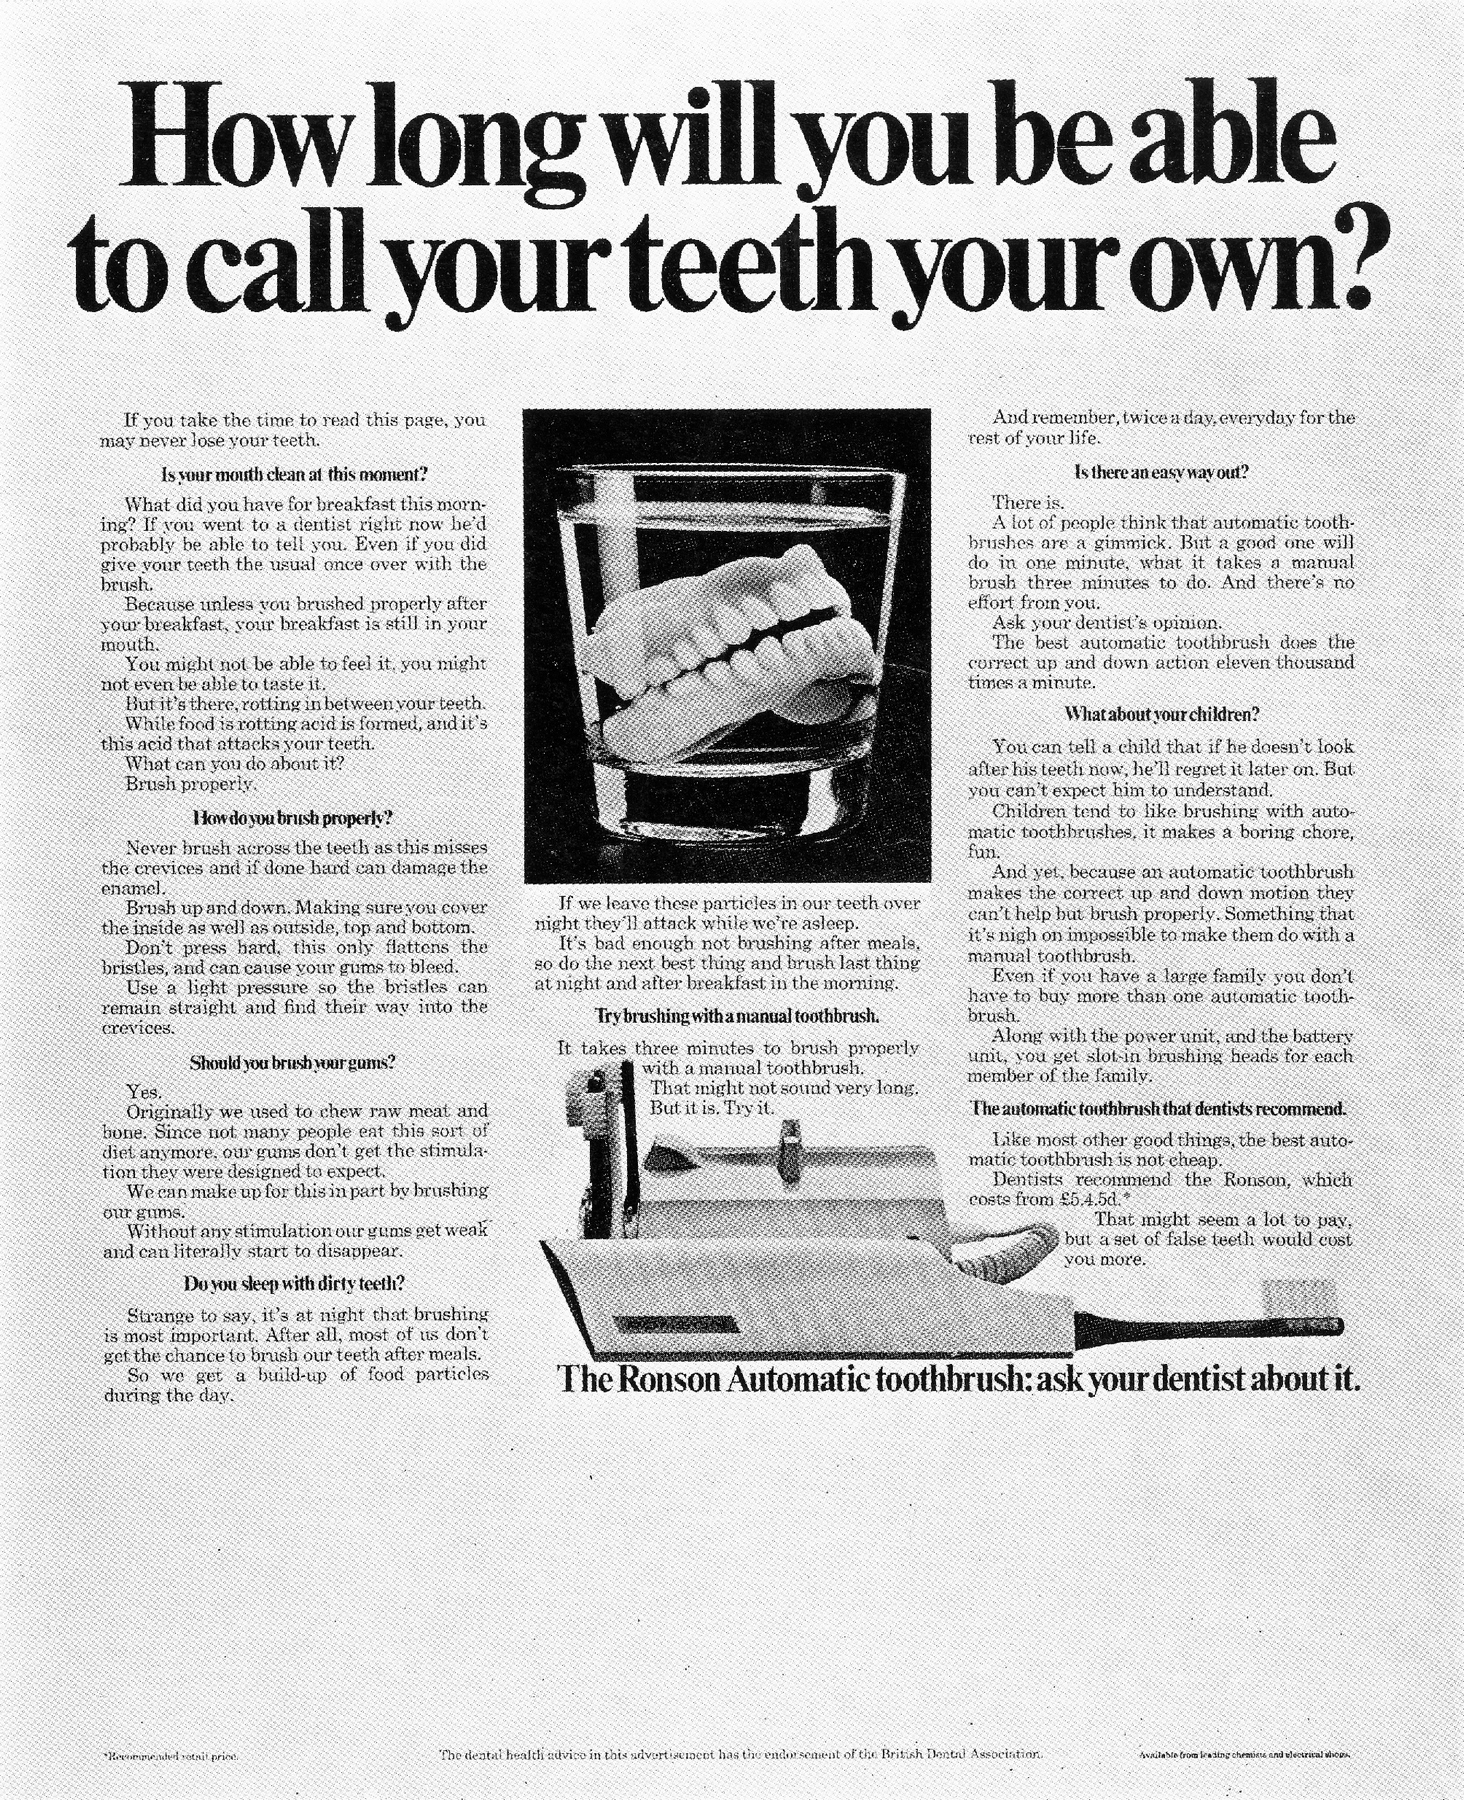 How long will you be able
to call your teeth your own?
If you take the time to read this page, you
may never lose your teeth.
Is your mouth clean at this moment?
What did you have for breakfast this morn-
ing? If you went to a dentist right now he'd
probably be able to tell you. Even if you did
give your teeth the usual once over with the
brush.
Because unless you brushed properly after
your breakfast, your breakfast is still in your
mouth.
You might not be able to feel it, you might
not even be able to taste it.
But it's there, rotting in between your teeth.
While food is rotting acid is formed, and it's
this acid that attacks your teeth.
What can you do about it?
Brush properly.
How do you brush properly?
Never brush across the teeth as this misses
the crevices and if done hard can damage the
enamel.
Brush up and down. Making sure you cover
the inside as well as outside, top and bottom.
Don't press hard, this only flattens the
bristles, and can cause your gums to bleed.
Use a light pressure so the bristles can
remain straight and find their way into the
crevices.
Should you brush your gums?
Yes.
Originally we used to chew raw meat and
bone. Since not many people eat this sort of
diet anymore, our gums don't get the stimula-
tion they were designed to expect.
We can make up for this in part by brushing
our gums.
Without any stimulation our gums get weak
and can literally start to disappear.
Do you sleep with dirty teeth?
Strange to say, it's at night that brushing
is most important. After all, most of us don't
get the chance to brush our teeth after meals.
So we get a build-up of food particles
during the day.
If we leave these particles in our teeth over
night they'll attack while we're asleep.
It's bad enough not brushing after meals,
so do the next best thing and brush last thing
at night and after breakfast in the morning.
Try brushing with a manual toothbrush.
It takes three minutes to brush properly
with a manual toothbrush.
That might not sound very long.
But it is. Try it.
And remember, twice a day, everyday for the
rest of your life.
Is there an easy way out?
There is.
A lot of people think that automatic tooth-
brushes are a gimmick. But a good one will
do in one minute, what it takes a manual
brush three minutes to do. And there's no
effort from you.
Ask your dentist's opinion.
The best automatic toothbrush does the
correct up and down action eleven thousand
times a minute.
What about your children?
You can tell a child that if he doesn't look
after his teeth now, he'll regret it later on. But
you can't expect him to understand.
Children tend to like brushing with auto-
matic toothbrushes, it makes a boring chore,
fun.
And yet, because an automatic toothbrush
makes the correct up and down motion they
can't help but brush properly. Something that
it's nigh on impossible to make them do with a
manual toothbrush.
Even if you have a large family you don't
have to buy more than one automatic tooth-
brush.
Along with the power unit, and the battery
unit, you get slot-in brushing heads for each
member of the family.
The automatic toothbrush that dentists recommend.
Like most other good things, the best auto-
matic toothbrush is not cheap.
Dentists recommend the Ronson, which
costs from £5.4.5d.*
That might seem a lot to pay,
but a set of false teeth would cost
you more.
The Ronson Automatic toothbrush: ask your dentist about it.
*Recommended retail price.
The dental health advice in this advertisement has the endorsement of the British Dental Association.
Available from leading chemists and electrical shops.